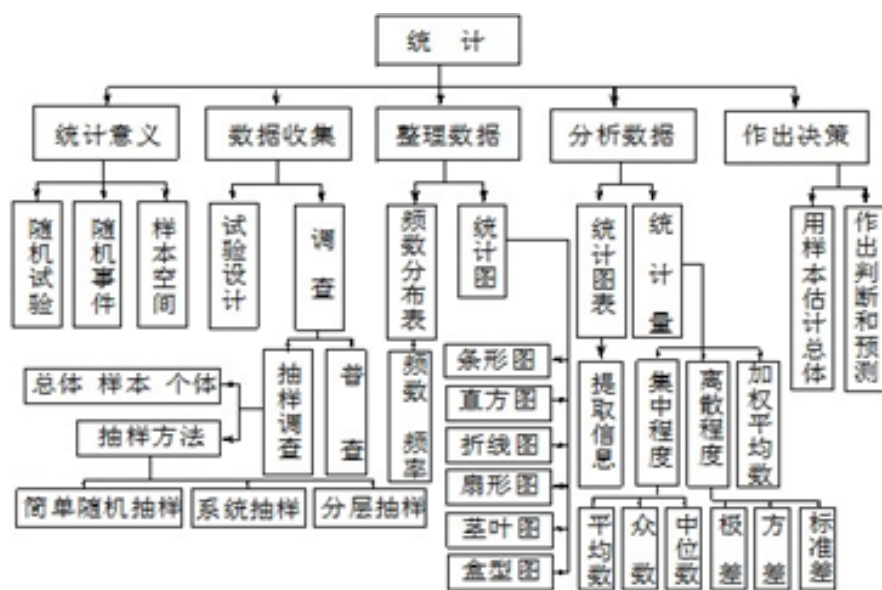 统 计
统计意义
数据收集
整理数据
分析数据
作出决策
随机试验
随机事件
样本空间
试验设计
调查
频数分布表
统计图
统计图表
统计量
用样本估计总体
作出判断和预测
总体 样本 个体
抽样方法
抽样调查
普查
频数 频率
条形图
直方图
折线图
扇形图
茎叶图
盒型图
提取信息
集中程度
离散程度
加权平均数
简单随机抽样
系统抽样
分层抽样
平均数
众数
中位数
极差
方差
标准差